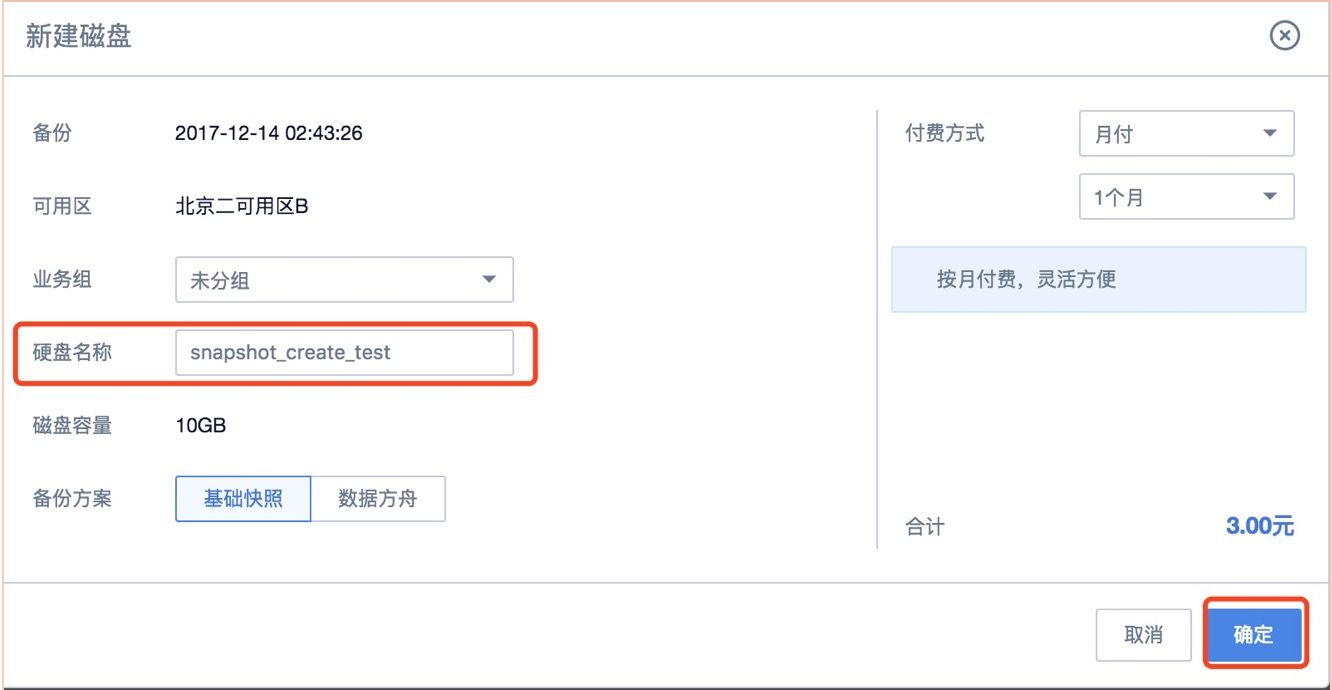 新建磁盘
备份 2017-12-14 02:43:26
可用区 北京二可用区B
业务组 未分组
硬盘名称 snapshot_create_test
磁盘容量 10GB
备份方案 基础快照 数据方舟
付费方式 月付
1个月
按月付费，灵活方便
合计 3.00元
取消 确定